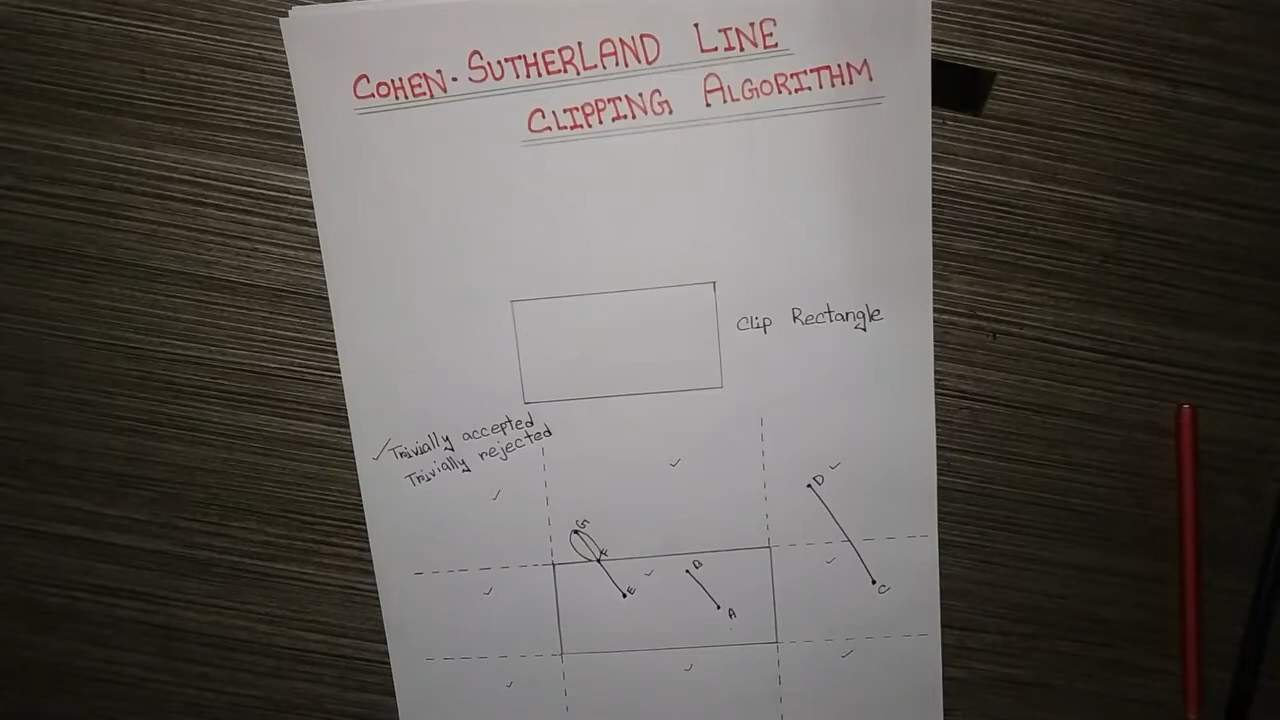 COHEN-SUTHERLAND LINE
CLIPPING ALGORITHM
Clip Rectangle
✓Trivially accepted
Trivially rejected
D
G
F
B
E
A
C